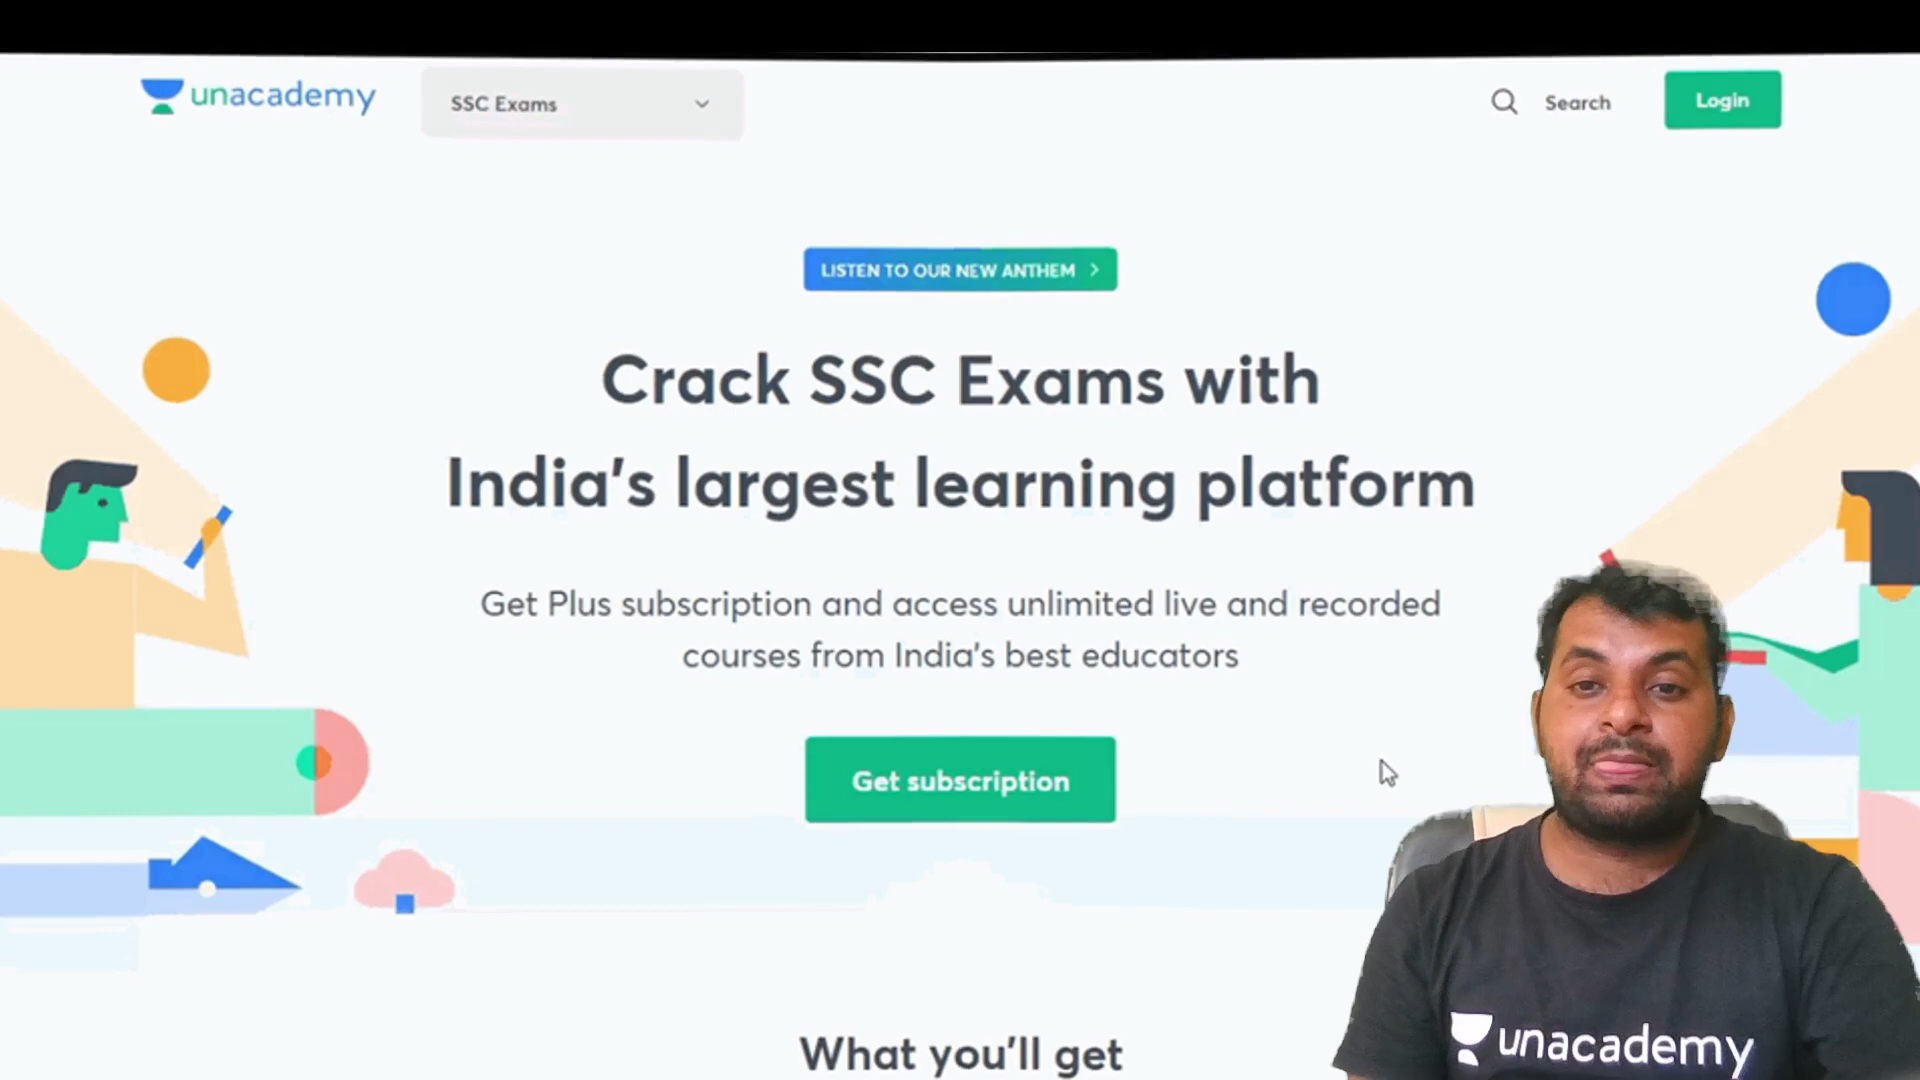 unacademy
SSC Exams
Search
Login
LISTEN TO OUR NEW ANTHEM
Crack SSC Exams with
India's largest learning platform
Get Plus subscription and access unlimited live and recorded
courses from India's best educators
Get subscription
What you'll get
unacademy